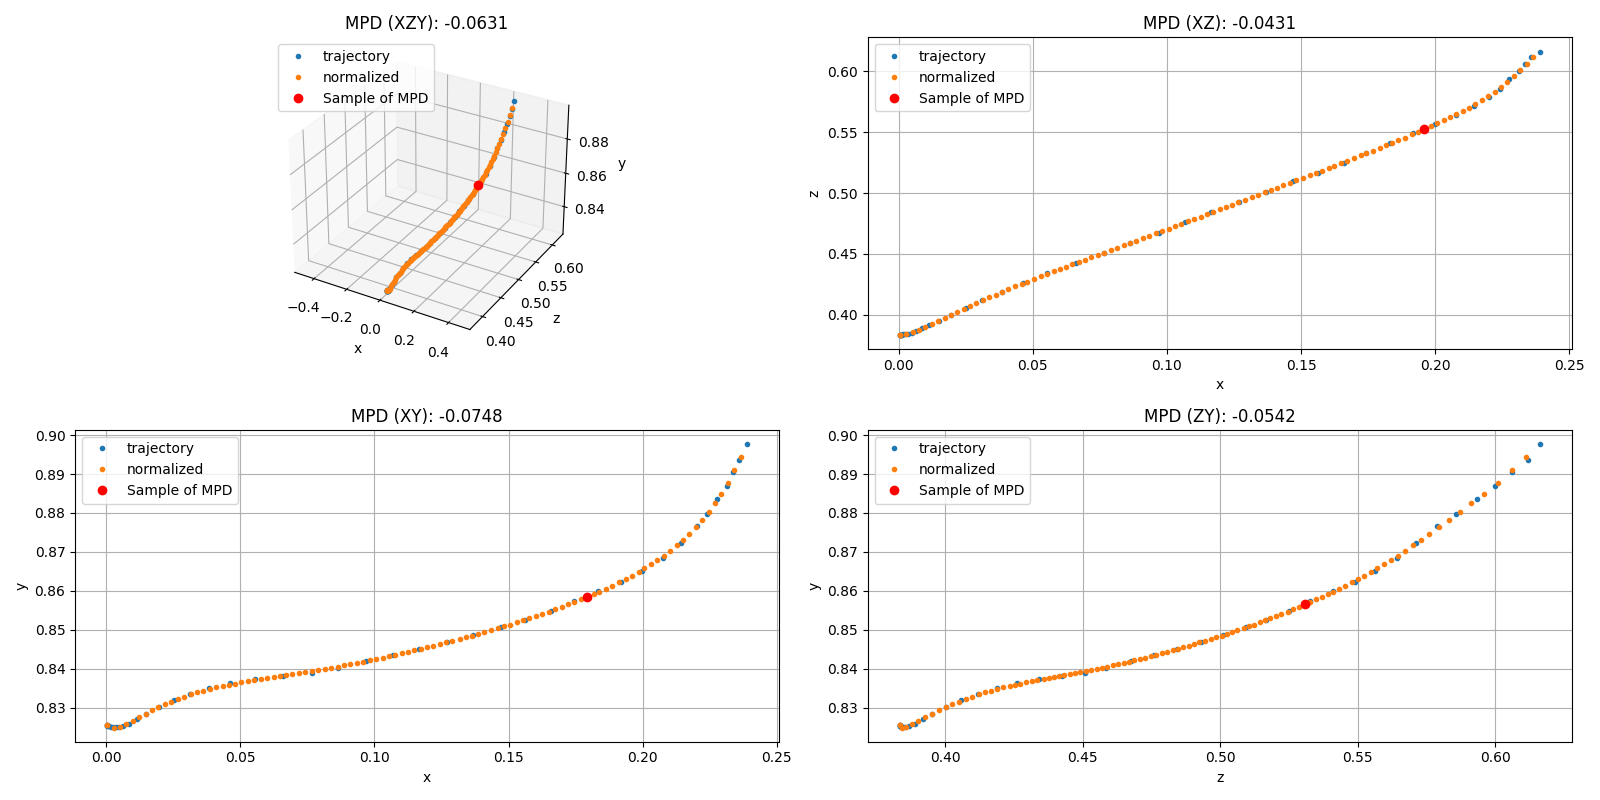 MPD (XZY): -0.0631
trajectory
normalized
Sample of MPD
0.88
0.86
0.84
y
−0.4
−0.2
0.0
0.2
0.4
x
0.40
0.45
0.50
0.55
0.60
z
MPD (XZ): -0.0431
trajectory
normalized
Sample of MPD
0.60
0.55
0.50
0.45
0.40
z
0.00 0.05 0.10 0.15 0.20 0.25
x
MPD (XY): -0.0748
trajectory
normalized
Sample of MPD
0.90
0.89
0.88
0.87
0.86
0.85
0.84
0.83
y
0.00 0.05 0.10 0.15 0.20 0.25
x
MPD (ZY): -0.0542
trajectory
normalized
Sample of MPD
0.90
0.89
0.88
0.87
0.86
0.85
0.84
0.83
y
0.40 0.45 0.50 0.55 0.60
z